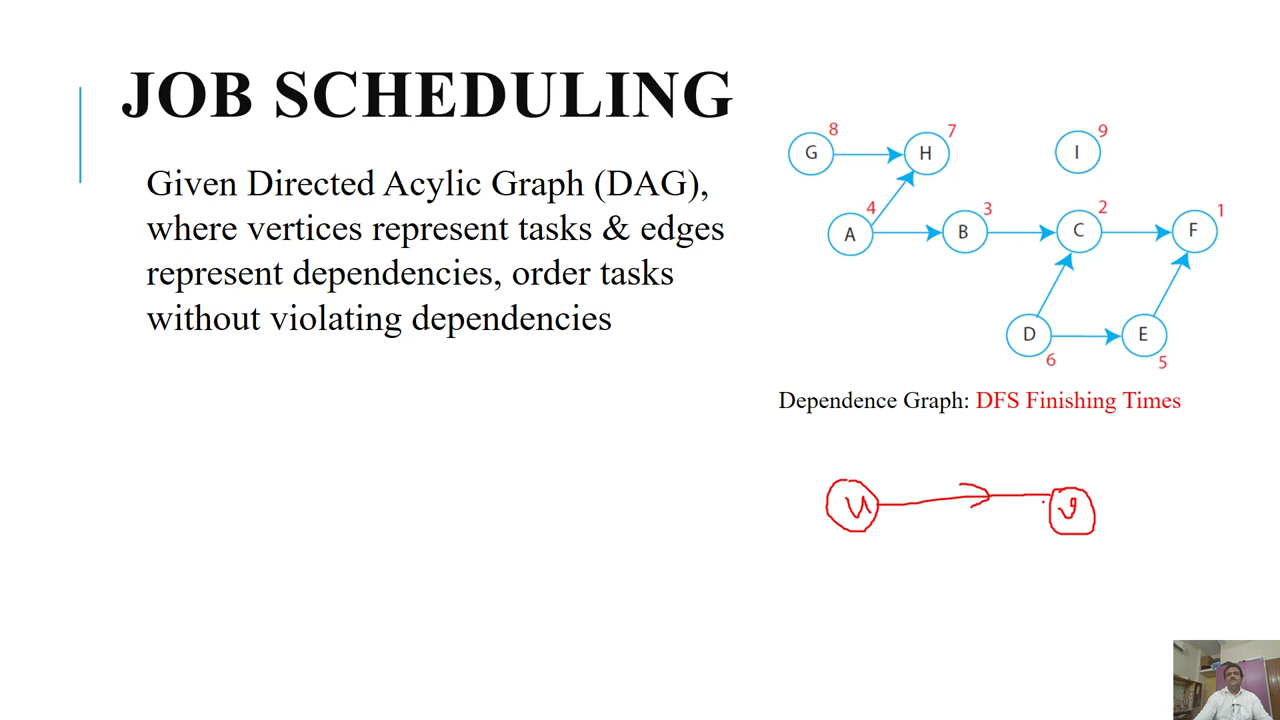 JOB SCHEDULING
Given Directed Acylic Graph (DAG),
where vertices represent tasks & edges
represent dependencies, order tasks
without violating dependencies
8 7 9
G H I
4 3 2 1
A B C F
D E
6 5
Dependence Graph: DFS Finishing Times
u v